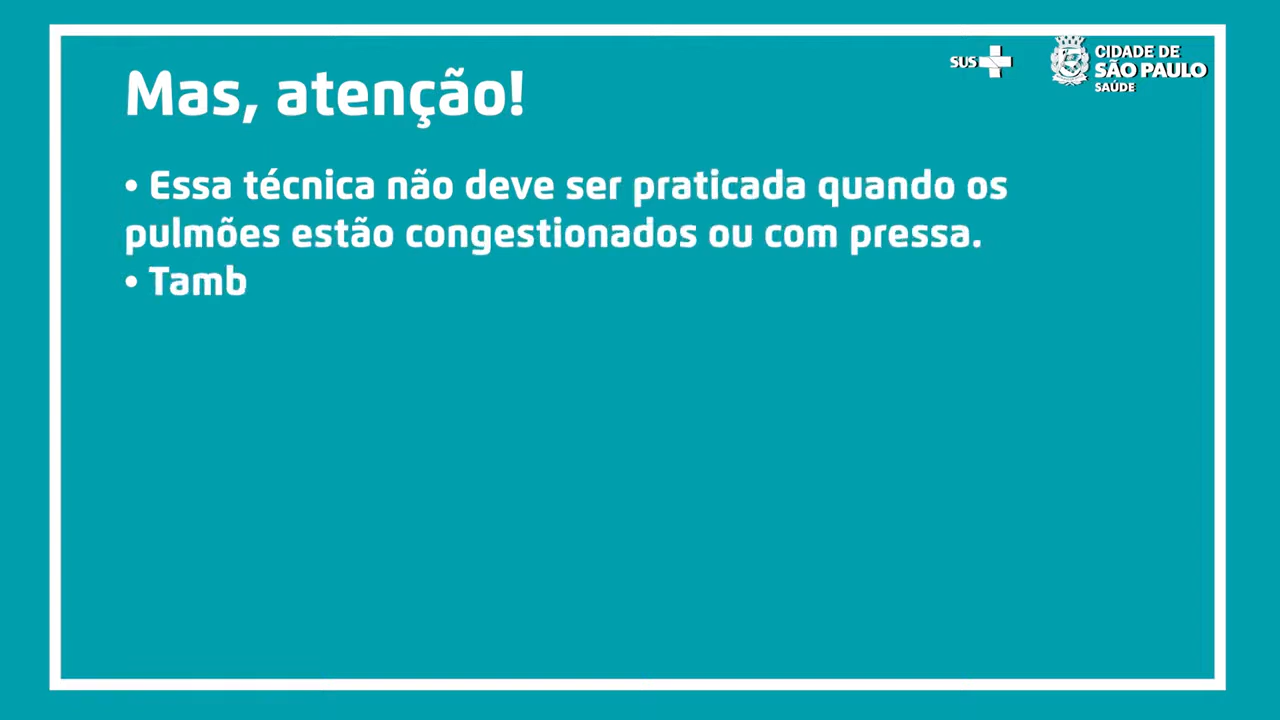 SUS
CIDADE DE
SÃO PAULO
SAÚDE
Mas, atenção!
• Essa técnica não deve ser praticada quando os
pulmões estão congestionados ou com pressa.
• Tamb